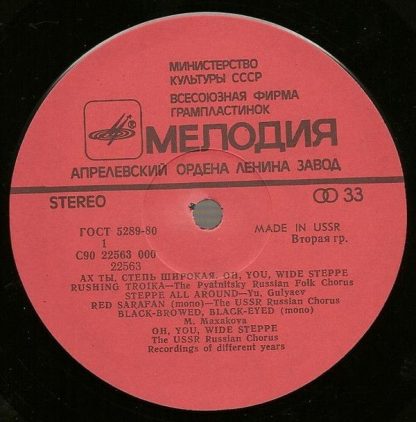 МИНИСТЕРСТВО
КУЛЬТУРЫ СССР
ВСЕСОЮЗНАЯ ФИРМА
ГРАМПЛАСТИНОК
® МЕЛОДИЯ
АПРЕЛЕВСКИЙ ОРДЕНА ЛЕНИНА ЗАВОД
STEREO 33
ГОСТ 5289-80 MADE IN USSR
1 Вторая гр.
С90 22563 006
22563
АХ ТЫ, СТЕПЬ ШИРОКАЯ. OH, YOU, WIDE STEPPE
RUSHING TROIKA—The Pyatnitsky Russian Folk Chorus
STEPPE ALL AROUND—Yu. Gulyaev
RED SARAFAN (mono)—The USSR Russian Chorus
BLACK-BROWED, BLACK-EYED (mono)
M. Maxakova
OH, YOU, WIDE STEPPE
The USSR Russian Chorus
Recordings of different years